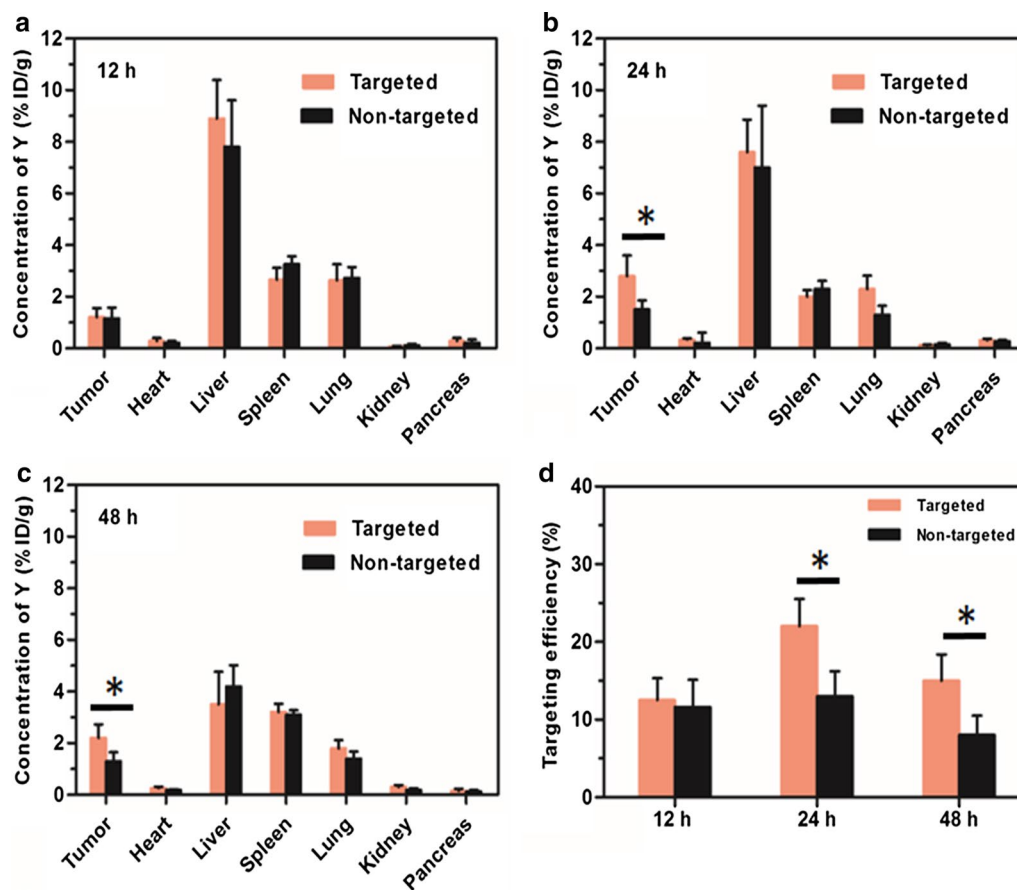 a
Concentration of Y (% ID/g)
12
10
8
6
4
2
0
12 h
Targeted
Non-targeted
Tumor
Heart
Liver
Spleen
Lung
Kidney
Pancreas
b
Concentration of Y (% ID/g)
12
10
8
6
4
2
0
24 h
Targeted
Non-targeted
*
Tumor
Heart
Liver
Spleen
Lung
Kidney
Pancreas
c
Concentration of Y (% ID/g)
12
10
8
6
4
2
0
48 h
Targeted
Non-targeted
*
Tumor
Heart
Liver
Spleen
Lung
Kidney
Pancreas
d
Targeting efficiency (%)
40
30
20
10
0
Targeted
Non-targeted
*
*
12 h
24 h
48 h